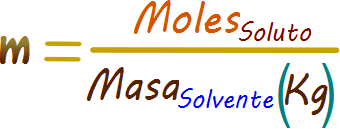 Moles Soluto
m =
Masa Solvente (Kg)